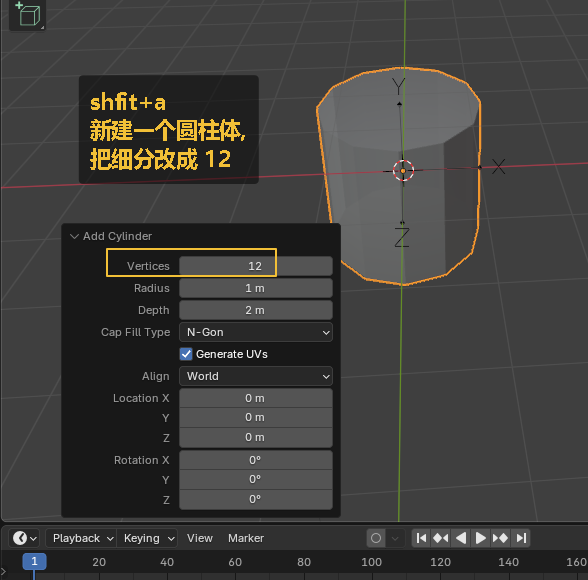 shfit+a
新建一个圆柱体,
把细分改成 12
Y
X
Z
Add Cylinder
Vertices 12
Radius 1 m
Depth 2 m
Cap Fill Type N-Gon
Generate UVs
Align World
Location X 0 m
Y 0 m
Z 0 m
Rotation X 0°
Y 0°
Z 0°
Playback Keying View Marker
1 20 40 60 80 100 120 140 160